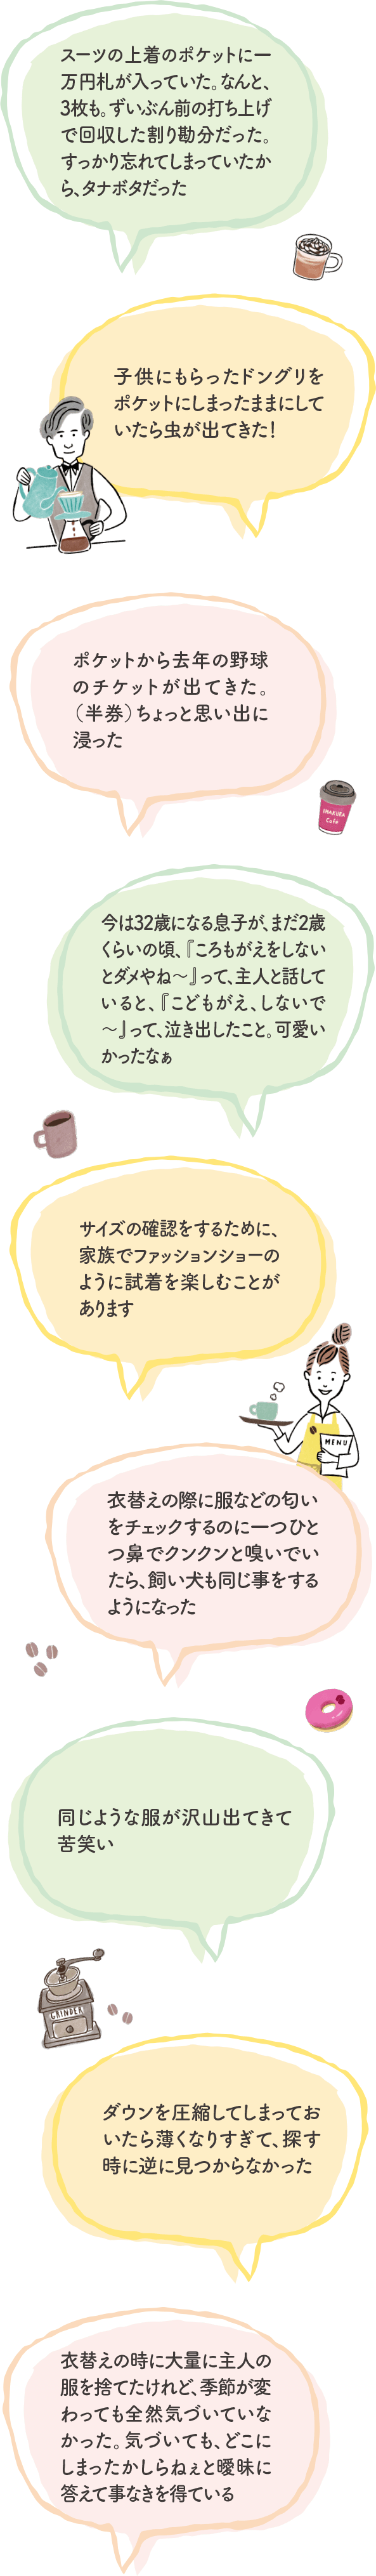 スーツの上着のポケットに一
万円札が入っていた。なんと、
3枚も。ずいぶん前の打ち上げ
で回収した割り勘分だった。
すっかり忘れてしまっていたか
ら、タナボタだった
子供にもらったドングリを
ポケットにしまったままにして
いたら虫が出てきた!
ポケットから去年の野球
のチケットが出てきた。
（半券）ちょっと思い出に
浸った
IMAKURA
Café
今は32歳になる息子が、まだ2歳
くらいの頃、『ころもがえをしない
とダメやね〜』って、主人と話して
いると、『こどもがえ、しないで
〜』って、泣き出したこと。可愛い
かったなぁ
サイズの確認をするために、
家族でファッションショーの
ように試着を楽しむことが
あります
MENU
衣替えの際に服などの匂い
をチェックするのに一つひと
つ鼻でクンクンと嗅いでい
たら、飼い犬も同じ事をする
ようになった
同じような服が沢山出てきて
苦笑い
GRINDER
ダウンを圧縮してしまってお
いたら薄くなりすぎて、探す
時に逆に見つからなかった
衣替えの時に大量に主人の
服を捨てたけれど、季節が変
わっても全然気づいていな
かった。気づいても、どこに
しまったかしらねぇと曖昧に
答えて事なきを得ている